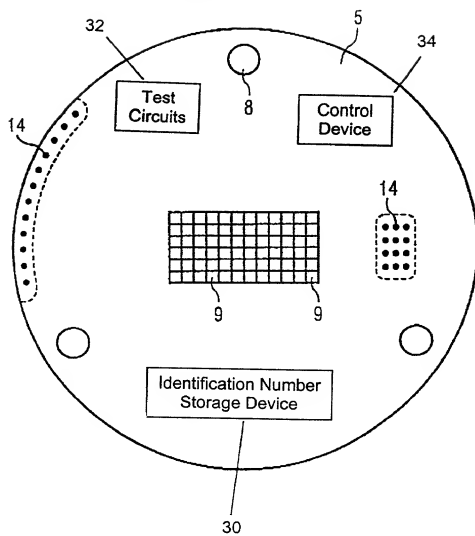 32
5
34
8
Test
Circuits
Control
Device
14
14
9
9
Identification Number
Storage Device
30